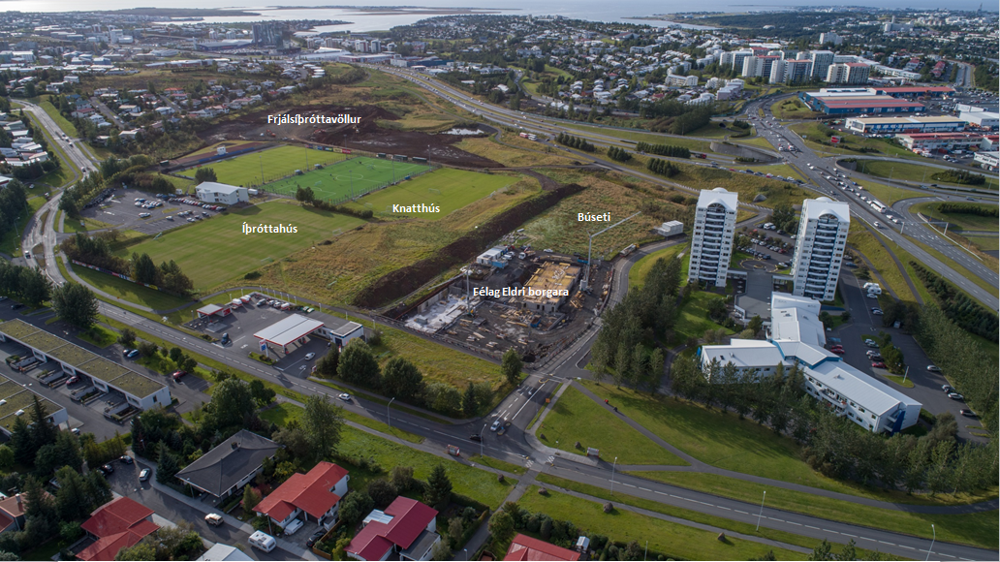 Frjálsíþróttavöllur
Knatthús
Íþróttahús
Búseti
Félag Eldri borgara